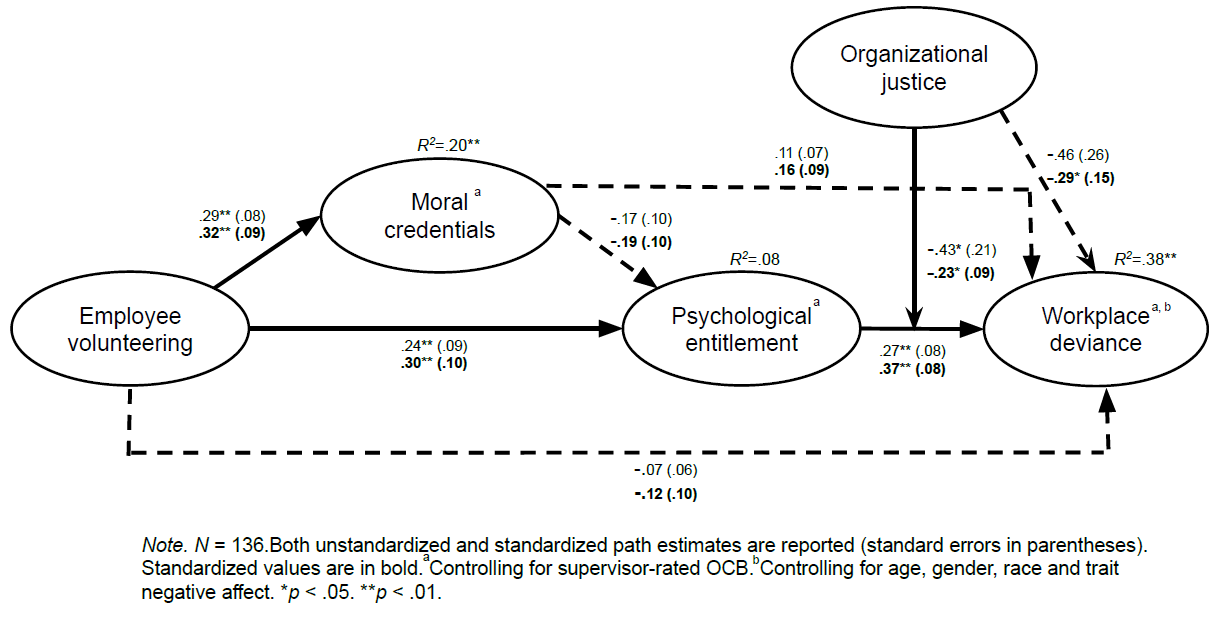 Organizational
justice
R²=.20**
.11 (.07)
.16 (.09)
-.46 (.26)
-.29* (.15)
Moral a
credentials
.29** (.08)
.32** (.09)
-.17 (.10)
-.19 (.10)
-.43* (.21)
-.23* (.09)
R²=.08
R²=.38**
Employee
volunteering
Psychological a
entitlement
Workplace a, b
deviance
.24** (.09)
.30** (.10)
.27** (.08)
.37** (.08)
-.07 (.06)
-.12 (.10)
Note. N = 136.Both unstandardized and standardized path estimates are reported (standard errors in parentheses).
Standardized values are in bold.aControlling for supervisor-rated OCB.bControlling for age, gender, race and trait
negative affect. *p < .05. **p < .01.